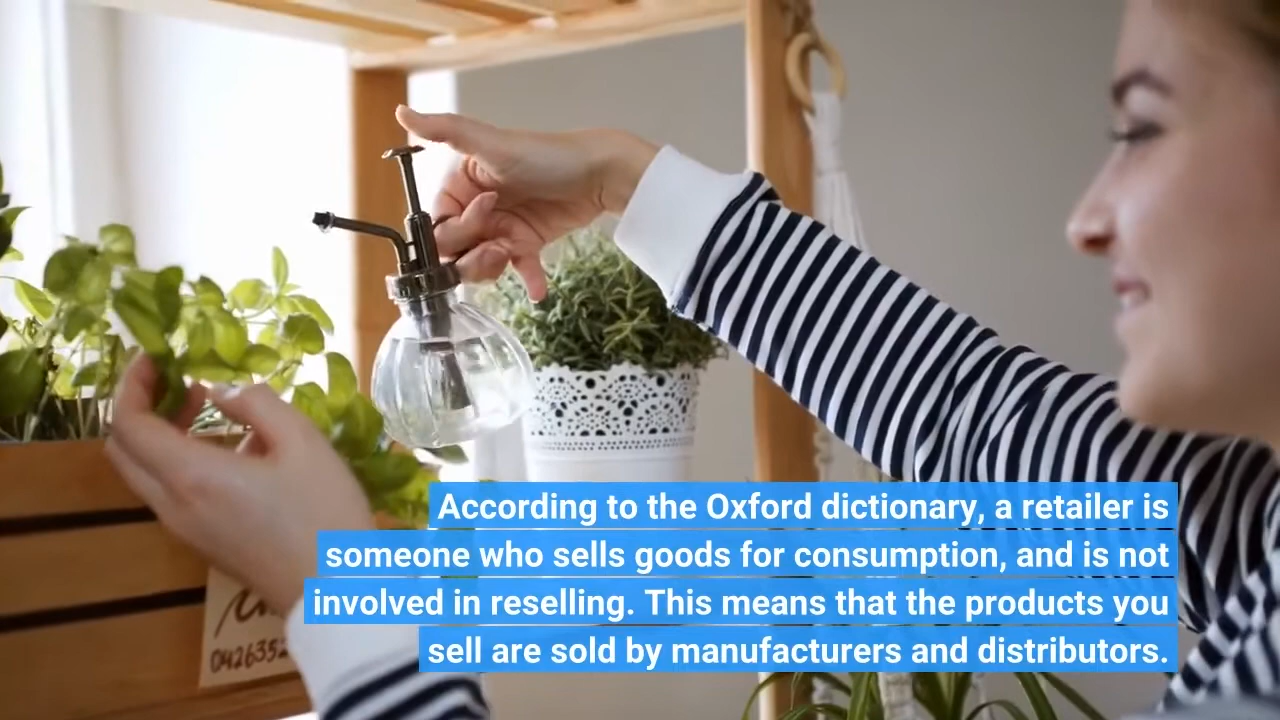 According to the Oxford dictionary, a retailer is
someone who sells goods for consumption, and is not
involved in reselling. This means that the products you
sell are sold by manufacturers and distributors.